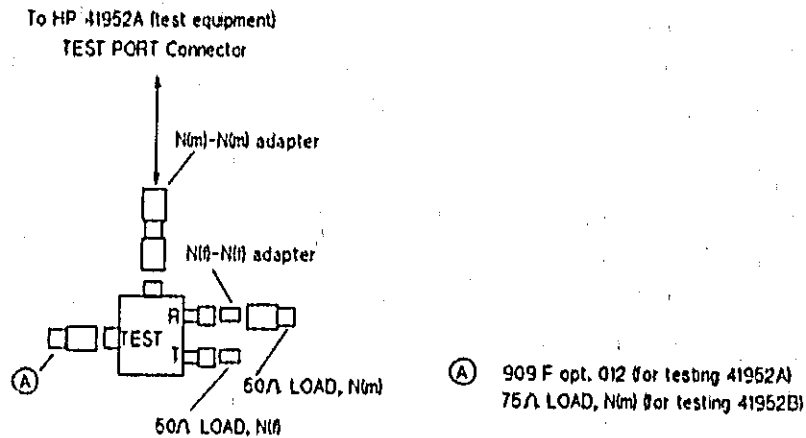 To HP 41952A (test equipment)
TEST PORT Connector
N(m)-N(m) adapter
N(f)-N(f) adapter
R
TEST
T
A
50Ω LOAD, N(m)
50Ω LOAD, N(f)
A 909 F opt. 012 (for testing 41952A)
75Ω LOAD, N(m) (for testing 41952B)